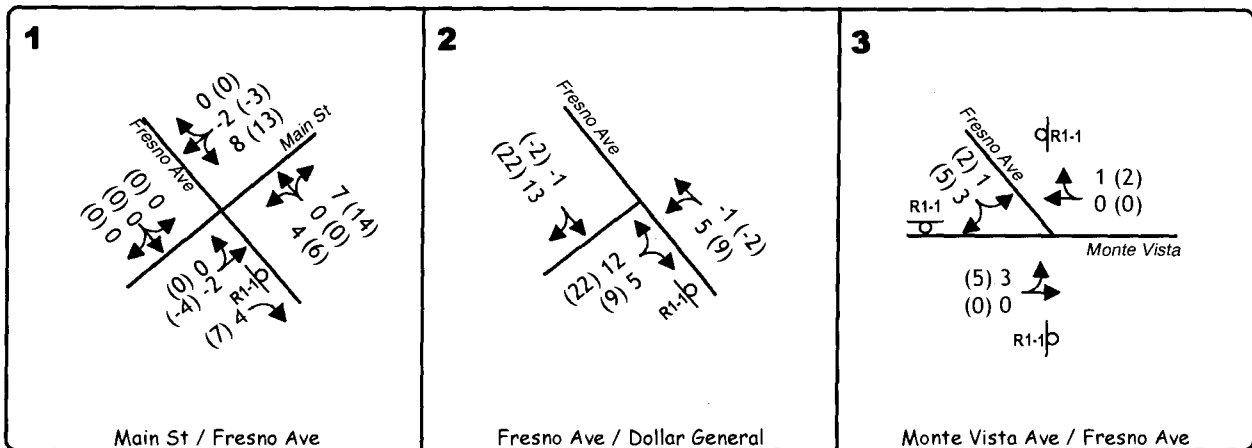 1
0 (0)
-2 (-3)
8 (13)
Fresno Ave
Main St
(0) 0
(0) 0
(0) 0
7 (14)
0 (0)
4 (6)
(0) 0
(-4) -2
(7) 4
R1-1
Main St / Fresno Ave
2
Fresno Ave
(-2) -1
(22) 13
-1 (-2)
5 (9)
(22) 12
(9) 5
R1-1
Fresno Ave / Dollar General
3
Fresno Ave
R1-1
(2) 1
(5) 3
1 (2)
0 (0)
R1-1
Monte Vista
(5) 3
(0) 0
R1-1
Monte Vista Ave / Fresno Ave